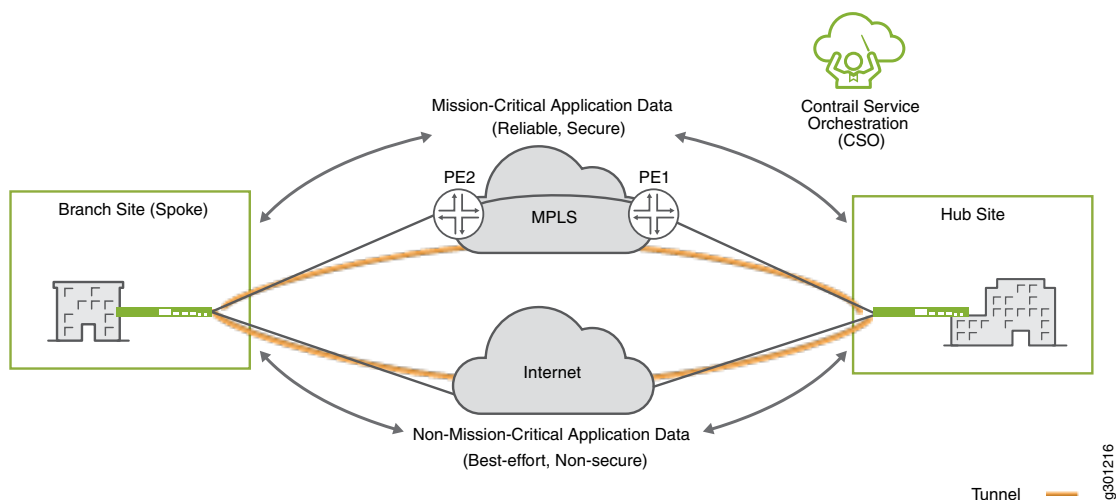 Mission-Critical Application Data
(Reliable, Secure)
Contrail Service
Orchestration
(CSO)
PE2
PE1
Branch Site (Spoke)
MPLS
Hub Site
Internet
Non-Mission-Critical Application Data
(Best-effort, Non-secure)
Tunnel
g301216